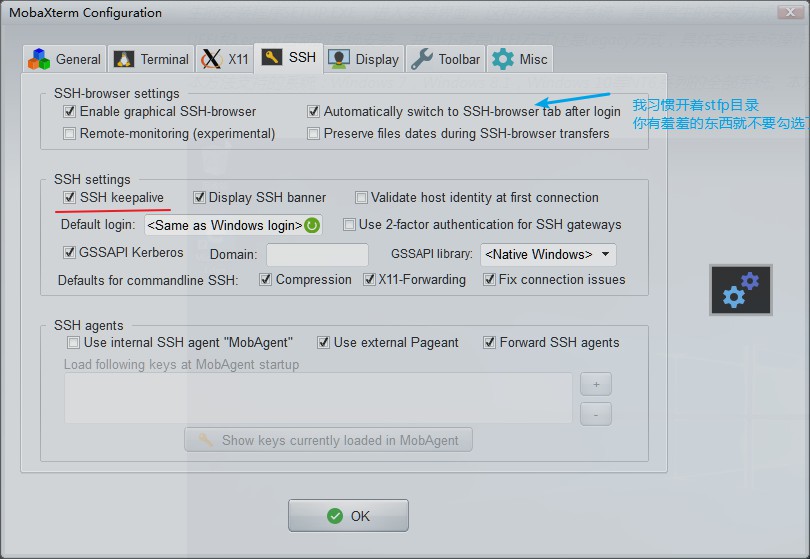 MobaXterm Configuration
General
Terminal
X11
SSH
Display
Toolbar
Misc
SSH-browser settings
Enable graphical SSH-browser
Automatically switch to SSH-browser tab after login
Remote-monitoring (experimental)
Preserve files dates during SSH-browser transfers
我习惯开着stfp目录
你有羞羞的东西就不要勾选了
SSH settings
SSH keepalive
Display SSH banner
Validate host identity at first connection
Default login:
<Same as Windows login>
Use 2-factor authentication for SSH gateways
GSSAPI Kerberos
Domain:
GSSAPI library:
<Native Windows>
Defaults for commandline SSH:
Compression
X11-Forwarding
Fix connection issues
SSH agents
Use internal SSH agent "MobAgent"
Use external Pageant
Forward SSH agents
Load following keys at MobAgent startup
+
-
Show keys currently loaded in MobAgent
OK